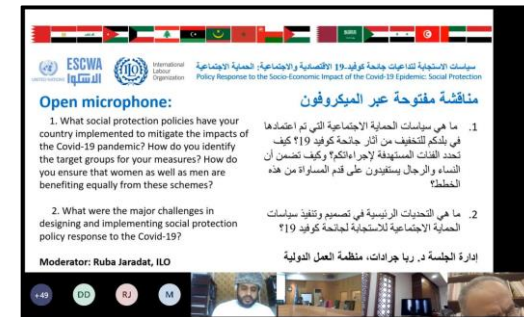 ESCWA
الإسكوا
UNITED NATIONS
ILO
International
Labour
Organization
سياسات الاستجابة لتداعيات جائحة كوفيد-19 الاقتصادية والاجتماعية: الحماية الاجتماعية
Policy Response to the Socio-Economic Impact of the Covid-19 Epidemic: Social Protection
Open microphone:
1. What social protection policies have your
country implemented to mitigate the impacts of
the Covid-19 pandemic? How do you identify
the target groups for your measures? How do
you ensure that women as well as men are
benefiting equally from these schemes?
2. What were the major challenges in
designing and implementing social protection
policy response to the Covid-19?
Moderator: Ruba Jaradat, ILO
مناقشة مفتوحة عبر الميكروفون
1. ما هي سياسات الحماية الاجتماعية التي تم اعتمادها
في بلدكم للتخفيف من آثار جائحة كوفيد 19؟ كيف
تحدد الفئات المستهدفة لإجراءاتكم؟ وكيف تضمن أن
النساء والرجال يستفيدون على قدم المساواة من هذه
الخطط؟
2. ما هي التحديات الرئيسية في تصميم وتنفيذ سياسات
الحماية الاجتماعية للاستجابة لجائحة كوفيد 19؟
إدارة الجلسة د. ربا جرادات، منظمة العمل الدولية
+49
DD
RJ
M